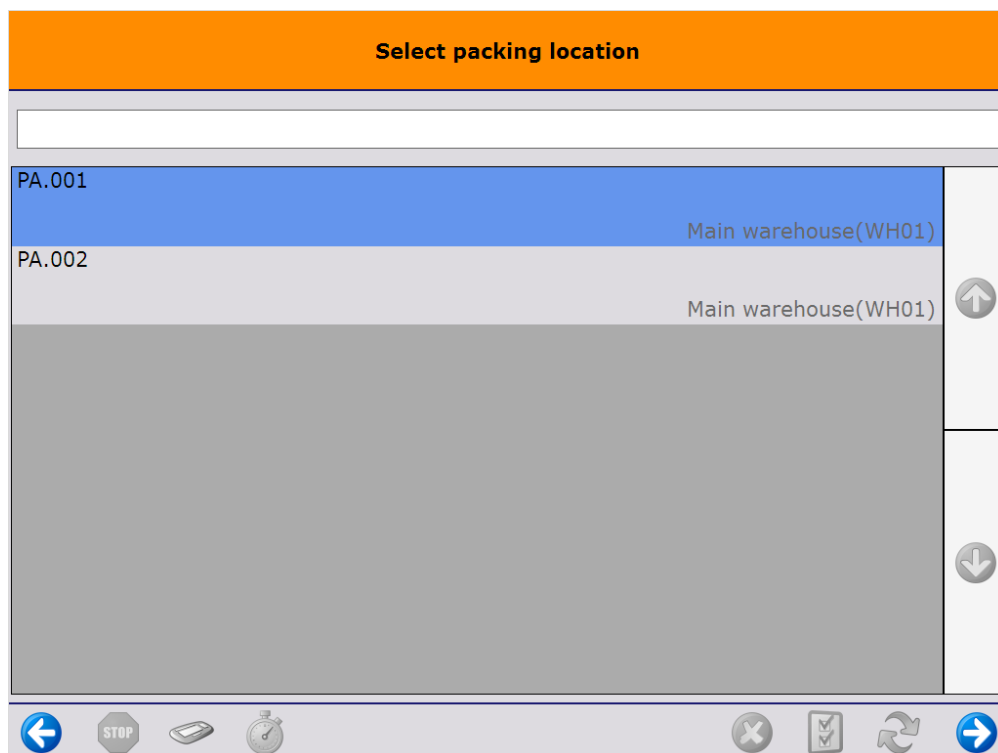 Select packing location
PA.001
Main warehouse(WH01)
PA.002
Main warehouse(WH01)
STOP